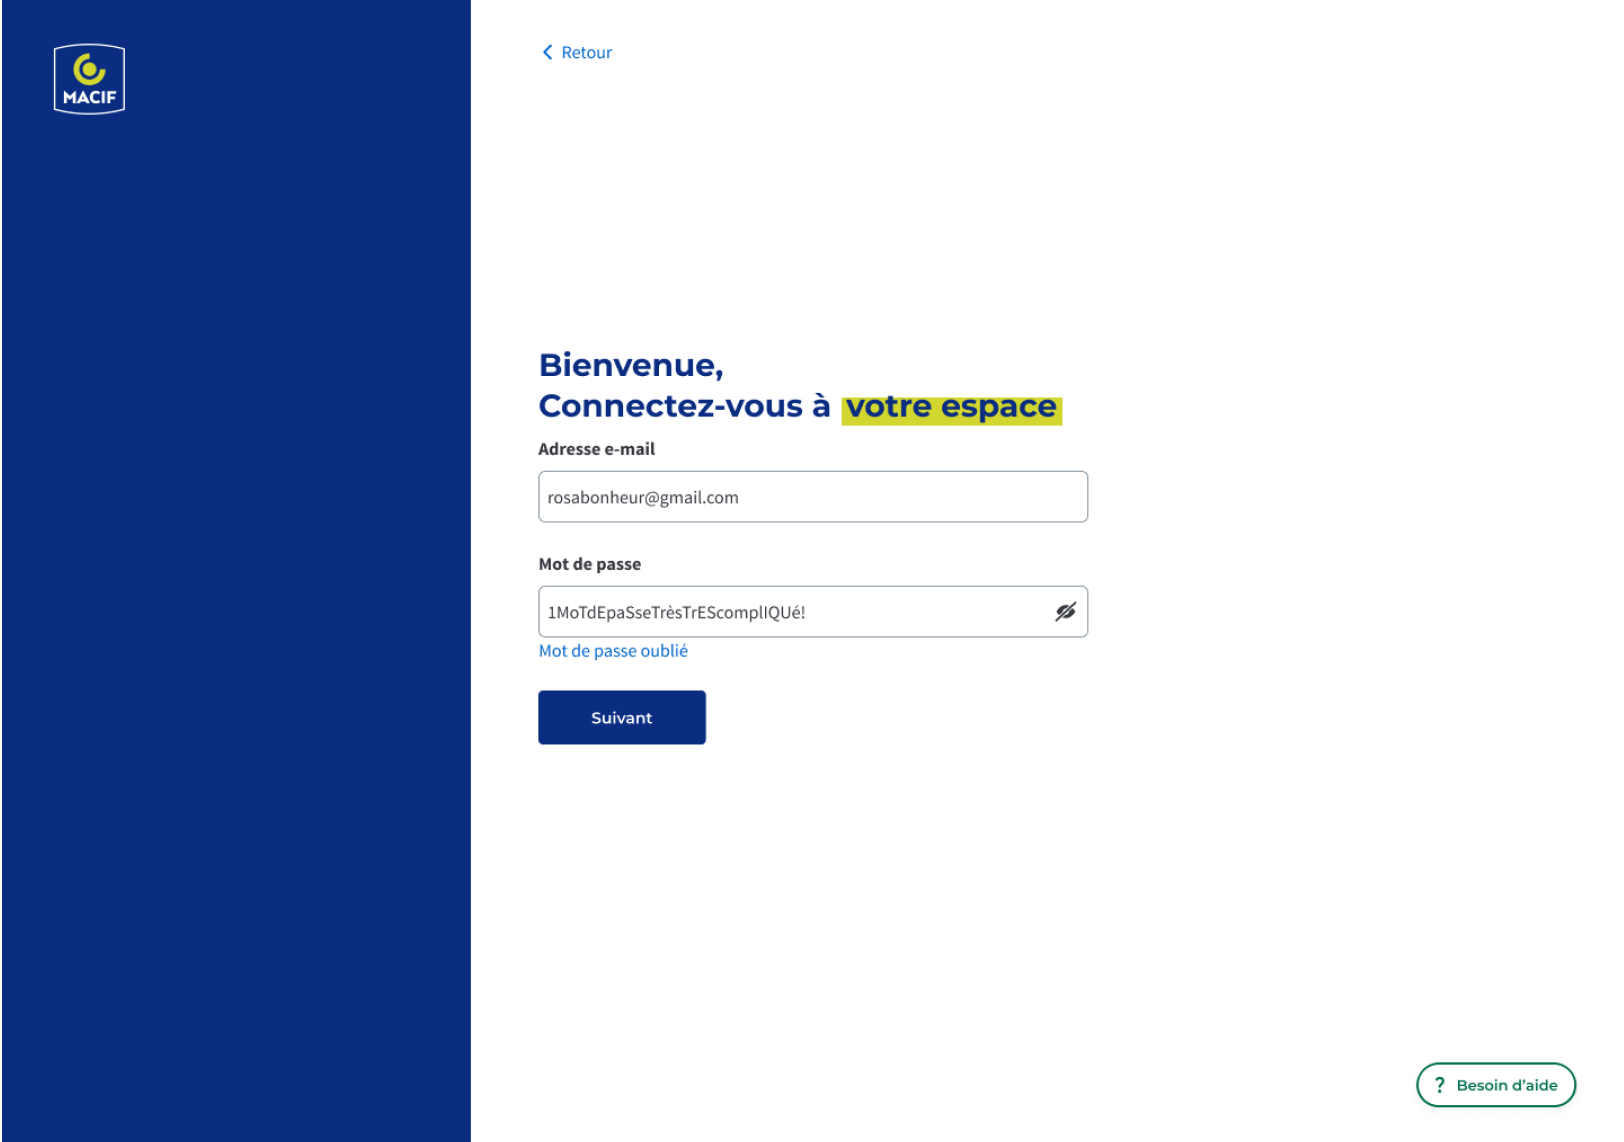 MACIF
Retour
Bienvenue,
Connectez-vous à votre espace
Adresse e-mail
rosabonheur@gmail.com
Mot de passe
1MoTdEpaSseTrèsTrEScomplIQUé!
Mot de passe oublié
Suivant
? Besoin d'aide